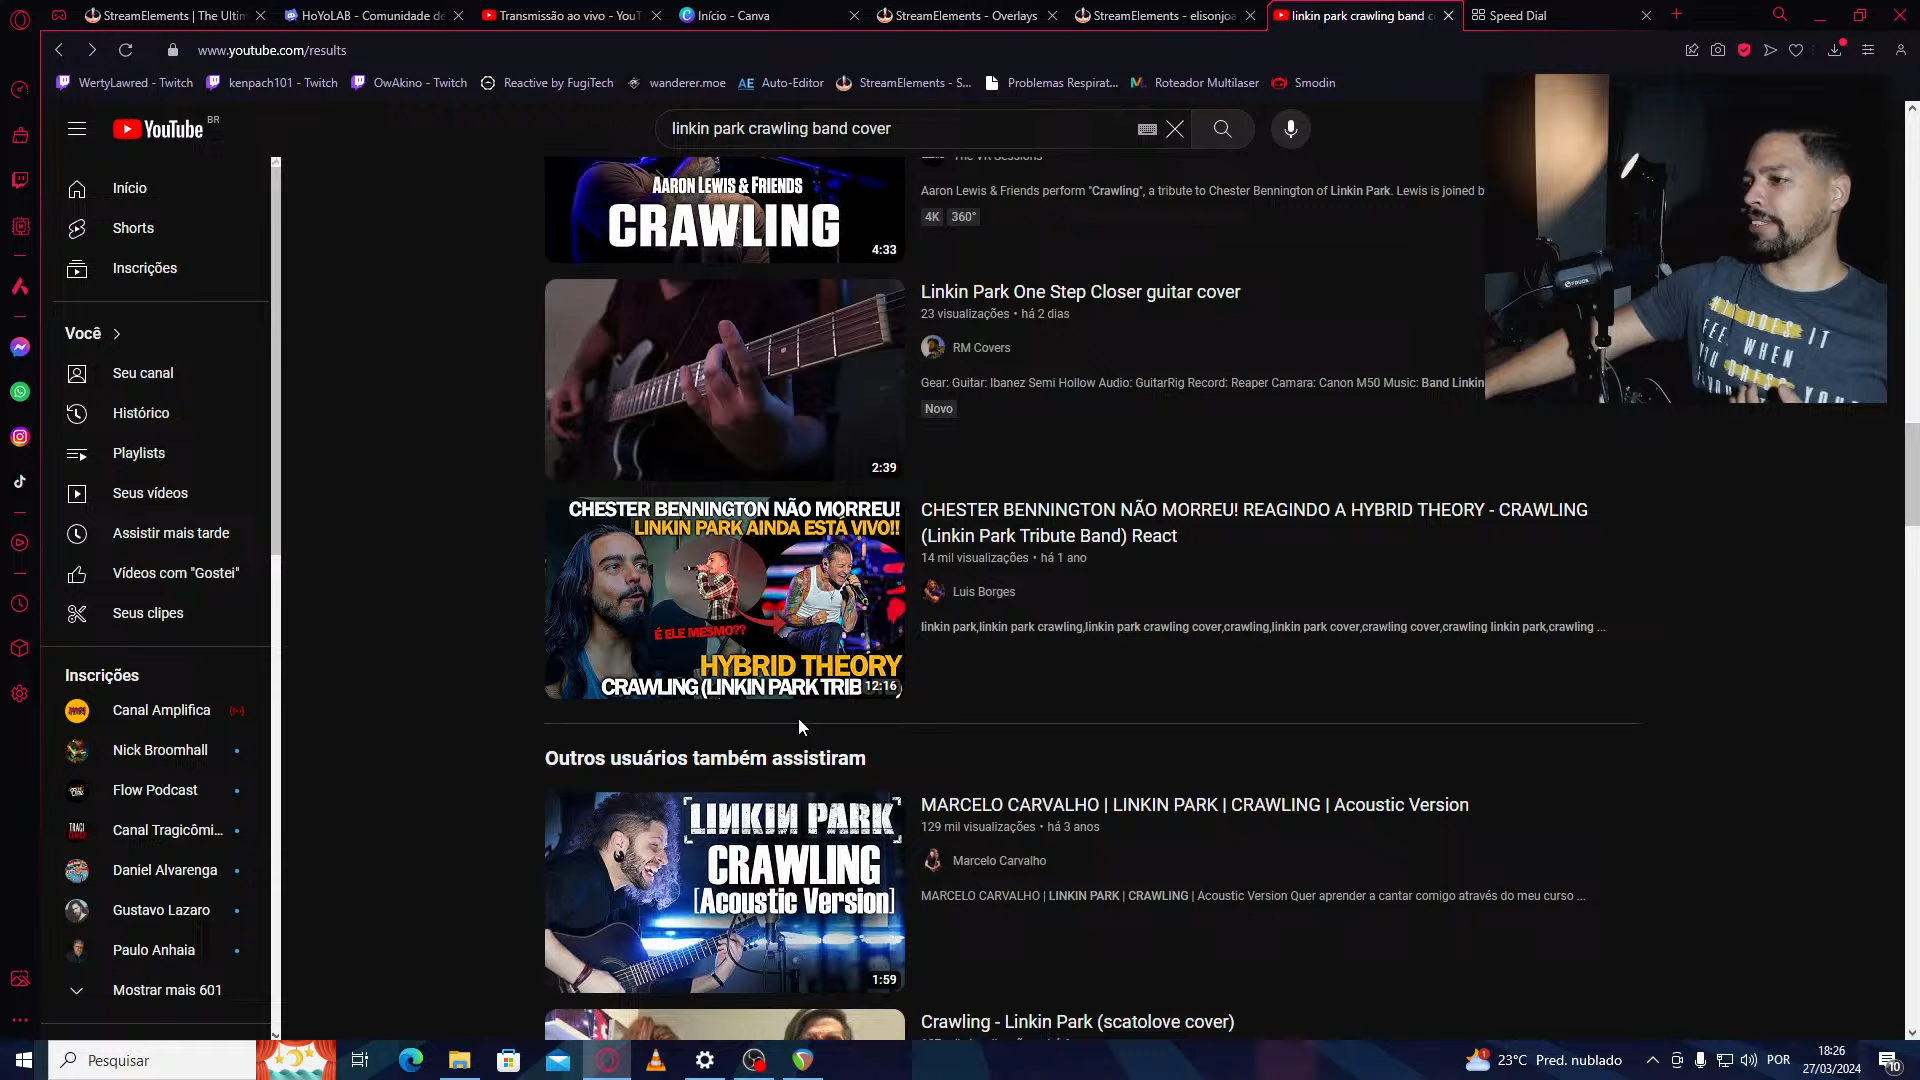 StreamElements | The Ultim
HoYoLAB - Comunidade de
Transmissão ao vivo - YouT
Início - Canva
StreamElements - Overlays
StreamElements - elisonjoa
linkin park crawling band c
Speed Dial
www.youtube.com/results
WertyLawred - Twitch
kenpach101 - Twitch
OwAkino - Twitch
Reactive by FugiTech
wanderer.moe
AE Auto-Editor
StreamElements - S...
Problemas Respirat...
Roteador Multilaser
Smodin
YouTube BR
linkin park crawling band cover
Início
Shorts
Inscrições
Você
Seu canal
Histórico
Playlists
Seus vídeos
Assistir mais tarde
Vídeos com "Gostei"
Seus clipes
Inscrições
Canal Amplifica
Nick Broomhall
Flow Podcast
Canal Tragicômi...
Daniel Alvarenga
Gustavo Lazaro
Paulo Anhaia
Mostrar mais 601
AARON LEWIS & FRIENDS
CRAWLING
4:33
The VR Sessions
Aaron Lewis & Friends perform "Crawling", a tribute to Chester Bennington of Linkin Park. Lewis is joined b
4K 360°
2:39
Linkin Park One Step Closer guitar cover
23 visualizações • há 2 dias
RM Covers
Gear: Guitar: Ibanez Semi Hollow Audio: GuitarRig Record: Reaper Camara: Canon M50 Music: Band Linkin
Novo
CHESTER BENNINGTON NÃO MORREU!
LINKIN PARK AINDA ESTÁ VIVO!!
É ELE MESMO??
HYBRID THEORY
CRAWLING (LINKIN PARK TRIB
12:16
CHESTER BENNINGTON NÃO MORREU! REAGINDO A HYBRID THEORY - CRAWLING
(Linkin Park Tribute Band) React
14 mil visualizações • há 1 ano
Luis Borges
linkin park,linkin park crawling,linkin park crawling cover,crawling,linkin park cover,crawling cover,crawling linkin park,crawling ...
Outros usuários também assistiram
LINKIN PARK
CRAWLING
[Acoustic Version]
1:59
MARCELO CARVALHO | LINKIN PARK | CRAWLING | Acoustic Version
129 mil visualizações • há 3 anos
Marcelo Carvalho
MARCELO CARVALHO | LINKIN PARK | CRAWLING | Acoustic Version Quer aprender a cantar comigo através do meu curso ...
Crawling - Linkin Park (scatolove cover)
IT
FEEL WHEN
Pesquisar
1
23°C Pred. nublado
POR
18:26
27/03/2024
10